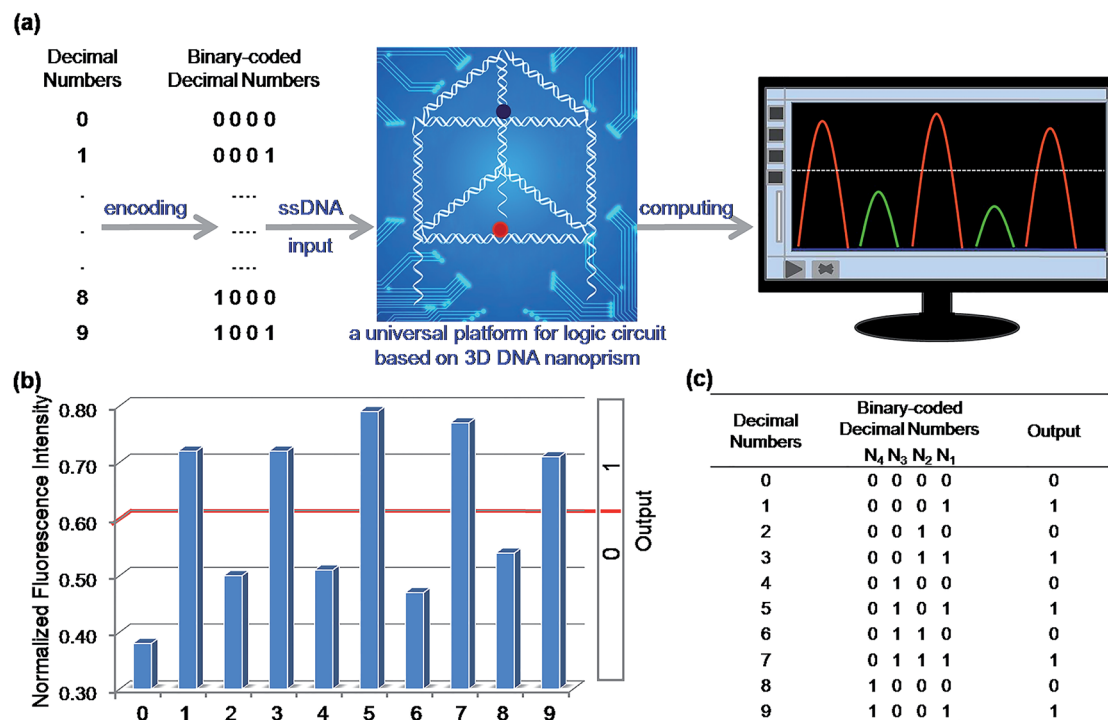 (a)
Decimal Numbers
Binary-coded Decimal Numbers
0 0 0 0 0
1 0 0 0 1
. ....
. ....
. ....
8 1 0 0 0
9 1 0 0 1
encoding
ssDNA
input
computing
a universal platform for logic circuit
based on 3D DNA nanoprism
(b)
Normalized Fluorescence Intensity
0.80
0.70
0.60
0.50
0.40
0.30
0 1 2 3 4 5 6 7 8 9
1
0
Output
(c)
Decimal Numbers
Binary-coded Decimal Numbers
Output
N4 N3 N2 N1
0 0 0 0 0 0
1 0 0 0 1 1
2 0 0 1 0 0
3 0 0 1 1 1
4 0 1 0 0 0
5 0 1 0 1 1
6 0 1 1 0 0
7 0 1 1 1 1
8 1 0 0 0 0
9 1 0 0 1 1